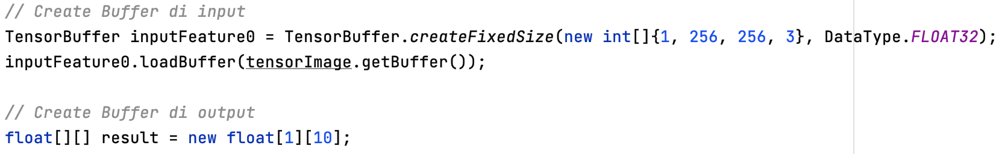 // Create Buffer di input
TensorBuffer inputFeature0 = TensorBuffer.createFixedSize(new int[]{1, 256, 256, 3}, DataType.FLOAT32);
inputFeature0.loadBuffer(tensorImage.getBuffer());
// Create Buffer di output
float[][] result = new float[1][10];